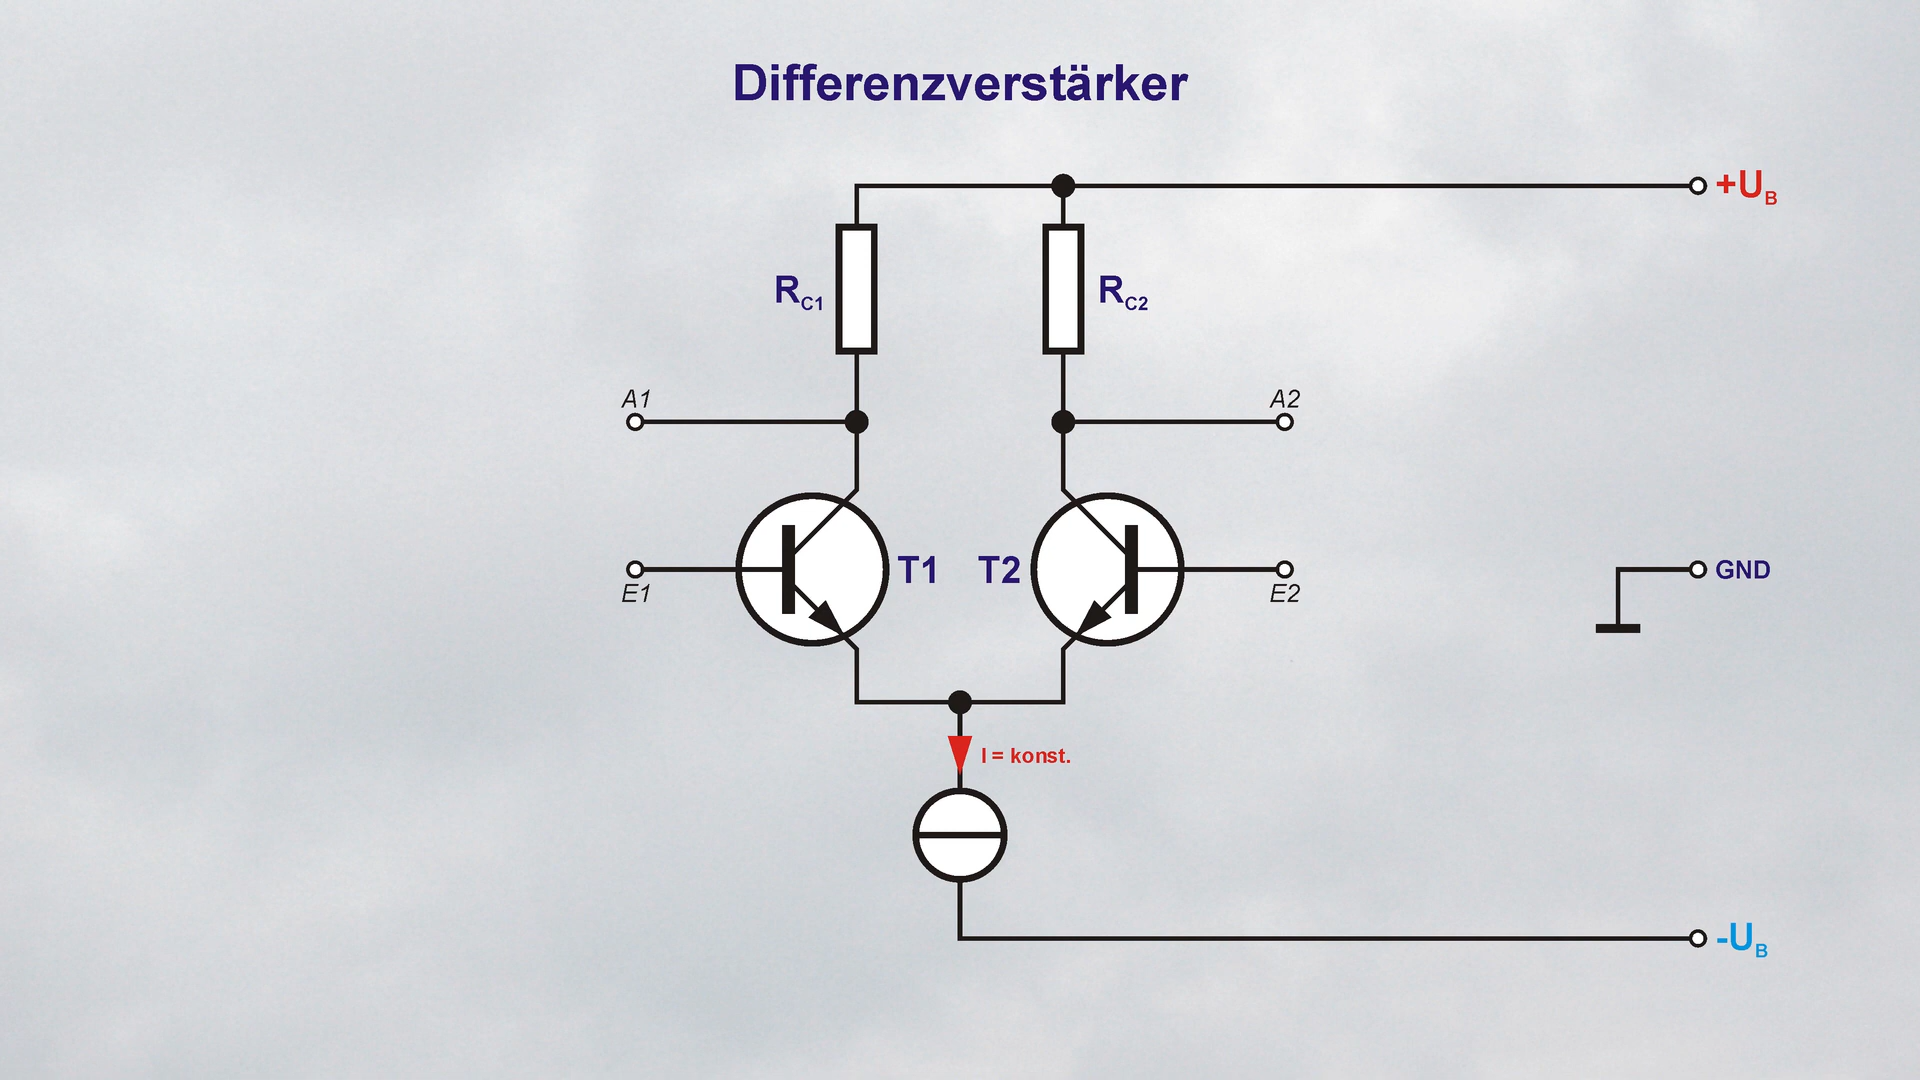 Differenzverstärker
+UB
RC1
RC2
A1
A2
T1
T2
E1
E2
GND
I = konst.
-UB